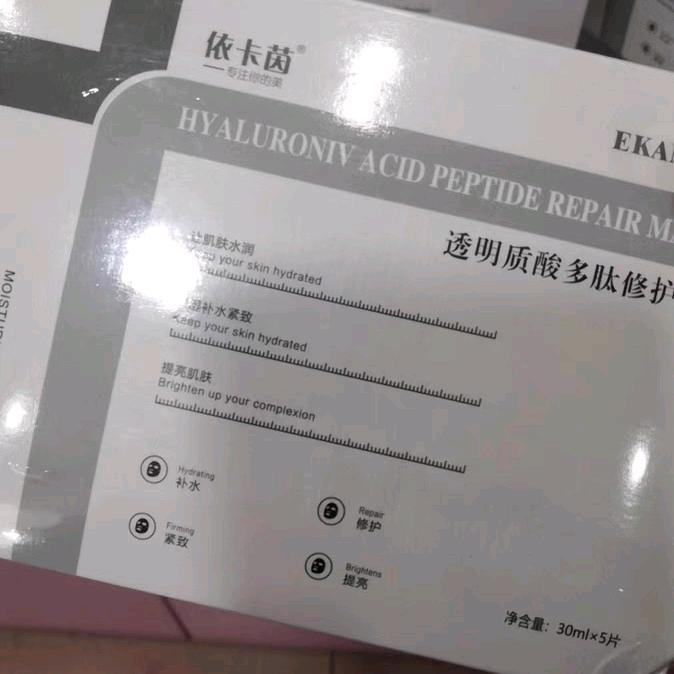 依卡茵®
一专注你的美
EKA
HYALURONIV ACID PEPTIDE REPAIR
透明质酸多肽修护
让肌肤水润
your skin hydrated
补水紧致
Keep your skin hydrated
提亮肌肤
Brighten up your complexion
Hydrating
补水
Repair
修护
Firming
紧致
Brightens
提亮
净含量：30ml×5片